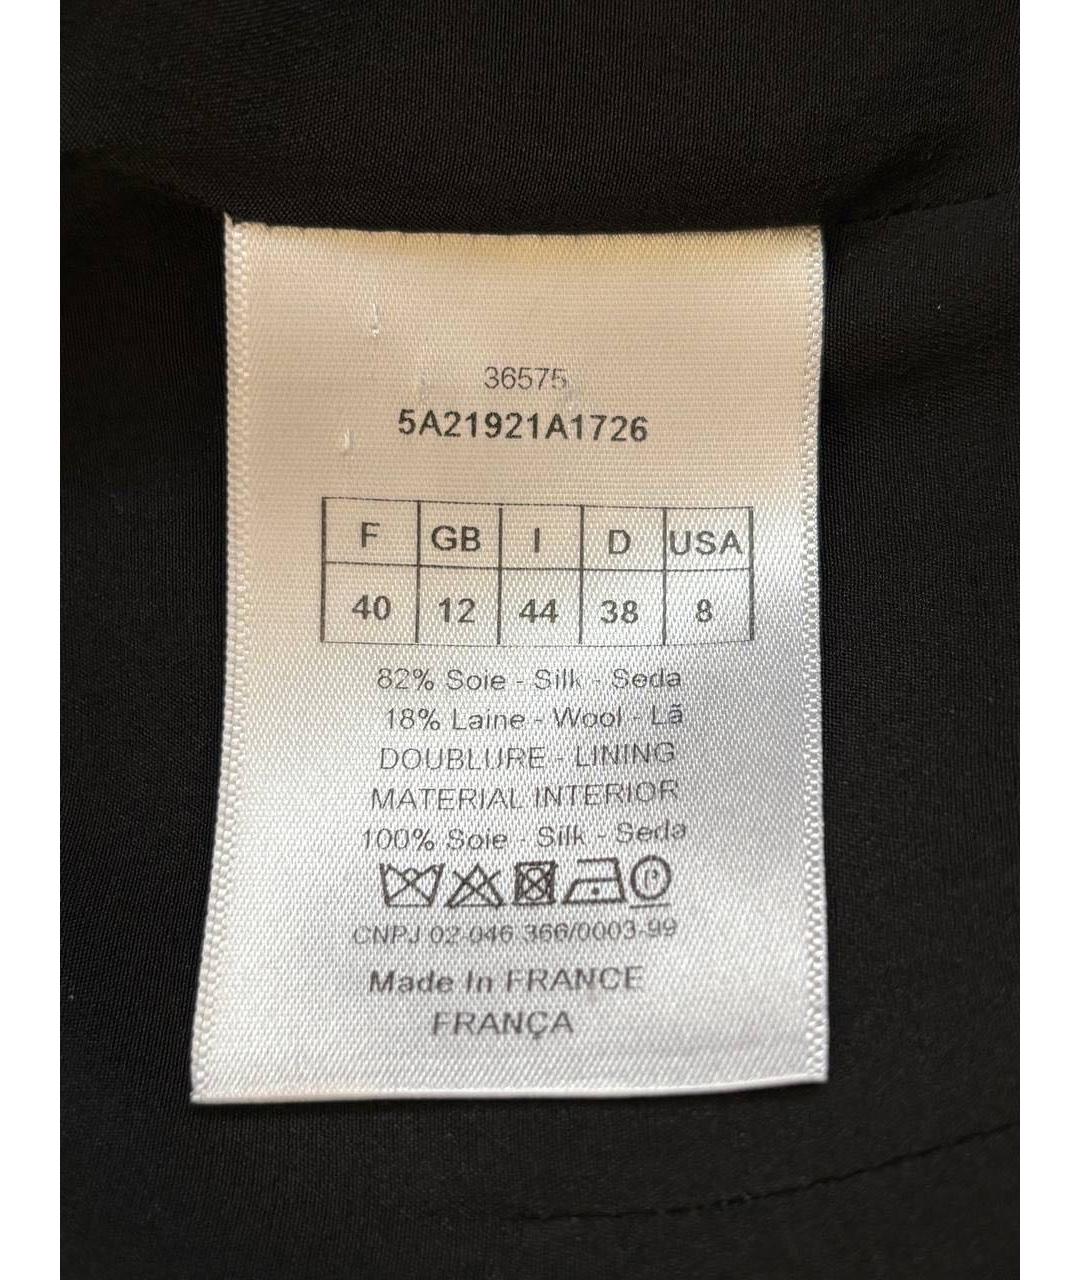 36575
5A21921A1726
F GB I D USA
40 12 44 38 8
82% Soie - Silk - Seda
18% Laine - Wool - Lã
DOUBLURE - LINING
MATERIAL INTERIOR
100% Soie - Silk - Seda
P
CNPJ 02-046 366/0003-99
Made In FRANCE
FRANÇA